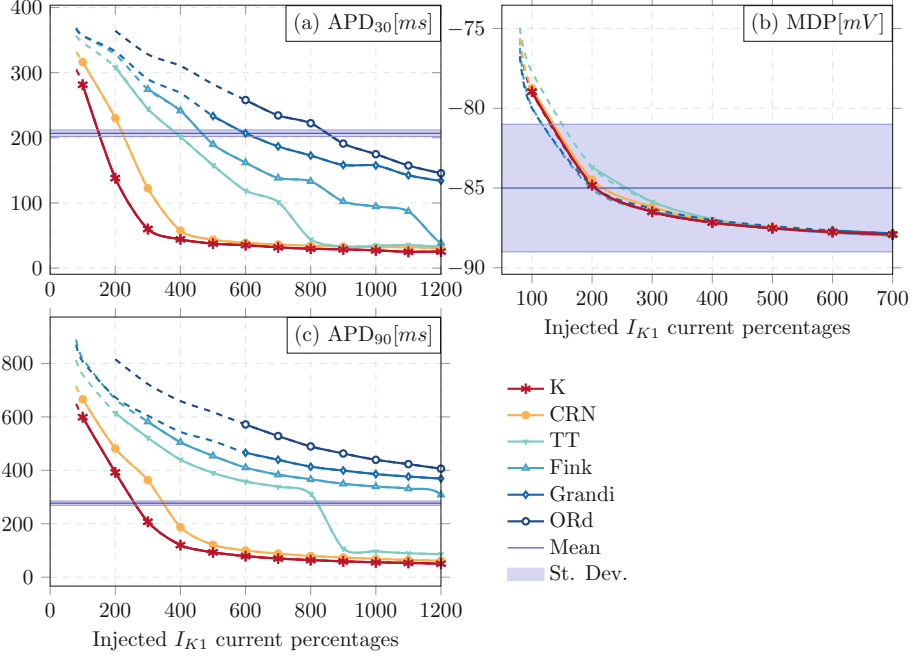 (a) APD30[ms]
400
300
200
100
0
0 200 400 600 800 1000 1200
(b) MDP[mV]
−75
−80
−85
−90
100 200 300 400 500 600 700
Injected IK1 current percentages
(c) APD90[ms]
800
600
400
200
0
0 200 400 600 800 1000 1200
Injected IK1 current percentages
K
CRN
TT
Fink
Grandi
ORd
Mean
St. Dev.